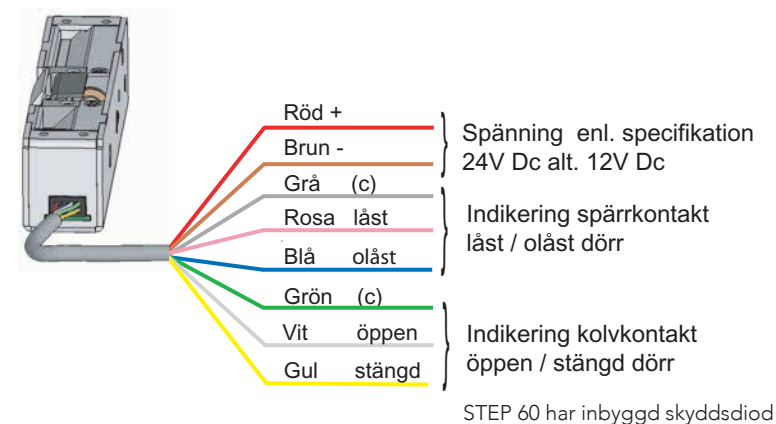 Röd +
Brun -
Spänning enl. specifikation
24V Dc alt. 12V Dc
Grå (c)
Rosa låst
Blå olåst
Indikering spärrkontakt
låst / olåst dörr
Grön (c)
Vit öppen
Gul stängd
Indikering kolvkontakt
öppen / stängd dörr
STEP 60 har inbyggd skyddsdiod